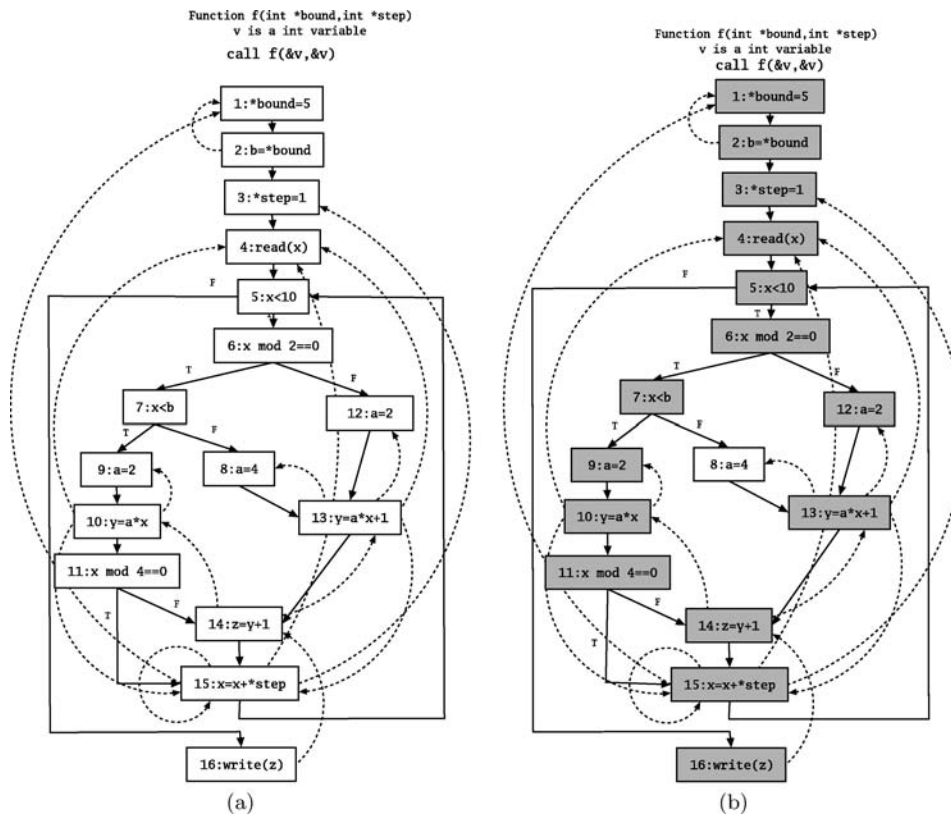 Function f(int *bound,int *step)
v is a int variable
call f(&v,&v)
1:*bound=5
2:b=*bound
3:*step=1
4:read(x)
F
5:x<10
6:x mod 2==0
T
F
7:x<b
12:a=2
T
F
9:a=2
8:a=4
10:y=a*x
13:y=a*x+1
11:x mod 4==0
F
T
14:z=y+1
15:x=x+*step
16:write(z)
(a)
Function f(int *bound,int *step)
v is a int variable
call f(&v,&v)
1:*bound=5
2:b=*bound
3:*step=1
4:read(x)
F
5:x<10
T
6:x mod 2==0
T
F
7:x<b
12:a=2
T
F
9:a=2
8:a=4
10:y=a*x
13:y=a*x+1
11:x mod 4==0
F
T
14:z=y+1
15:x=x+*step
16:write(z)
(b)